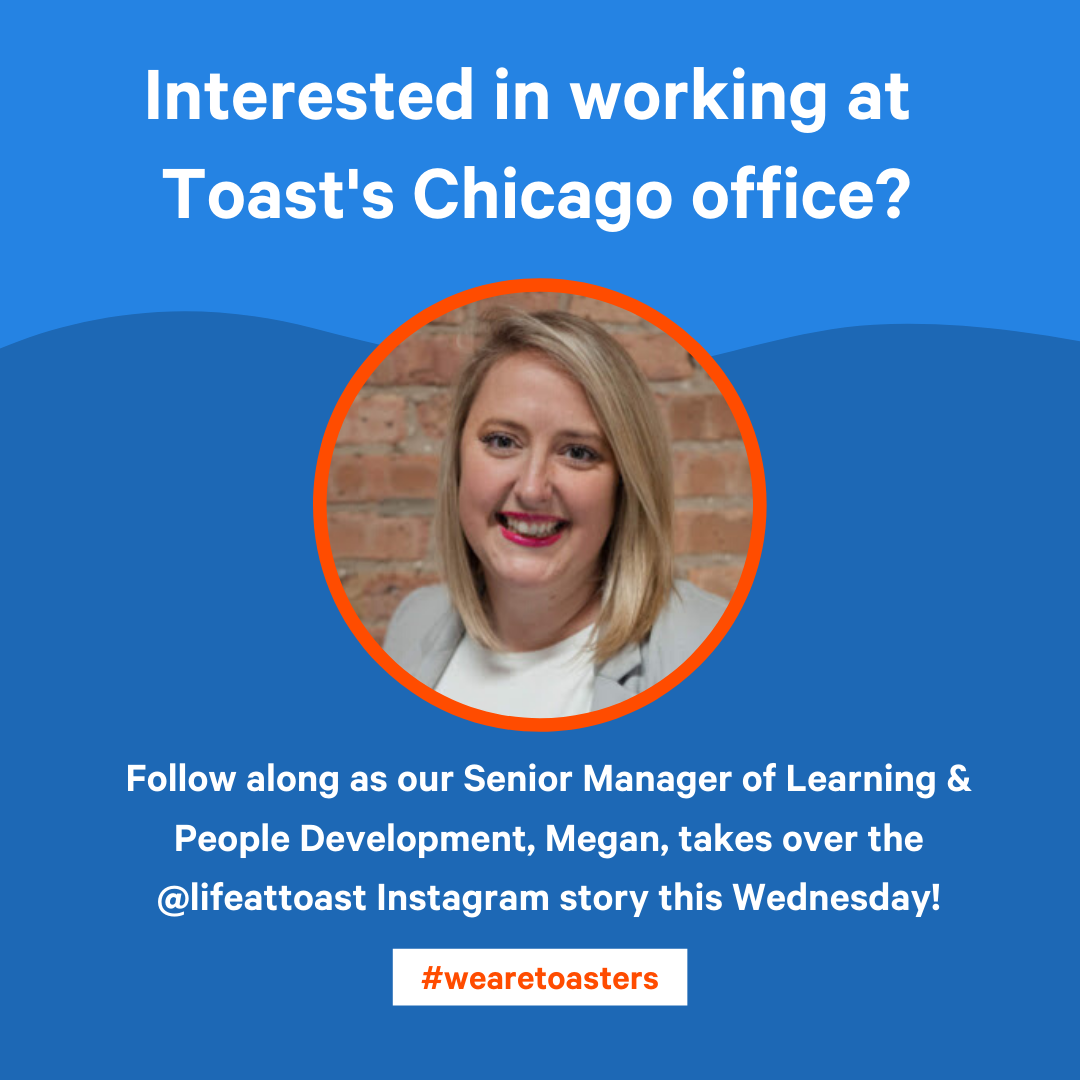 Interested in working at
Toast's Chicago office?
Follow along as our Senior Manager of Learning &
People Development, Megan, takes over the
@lifeattoast Instagram story this Wednesday!
#wearetoasters